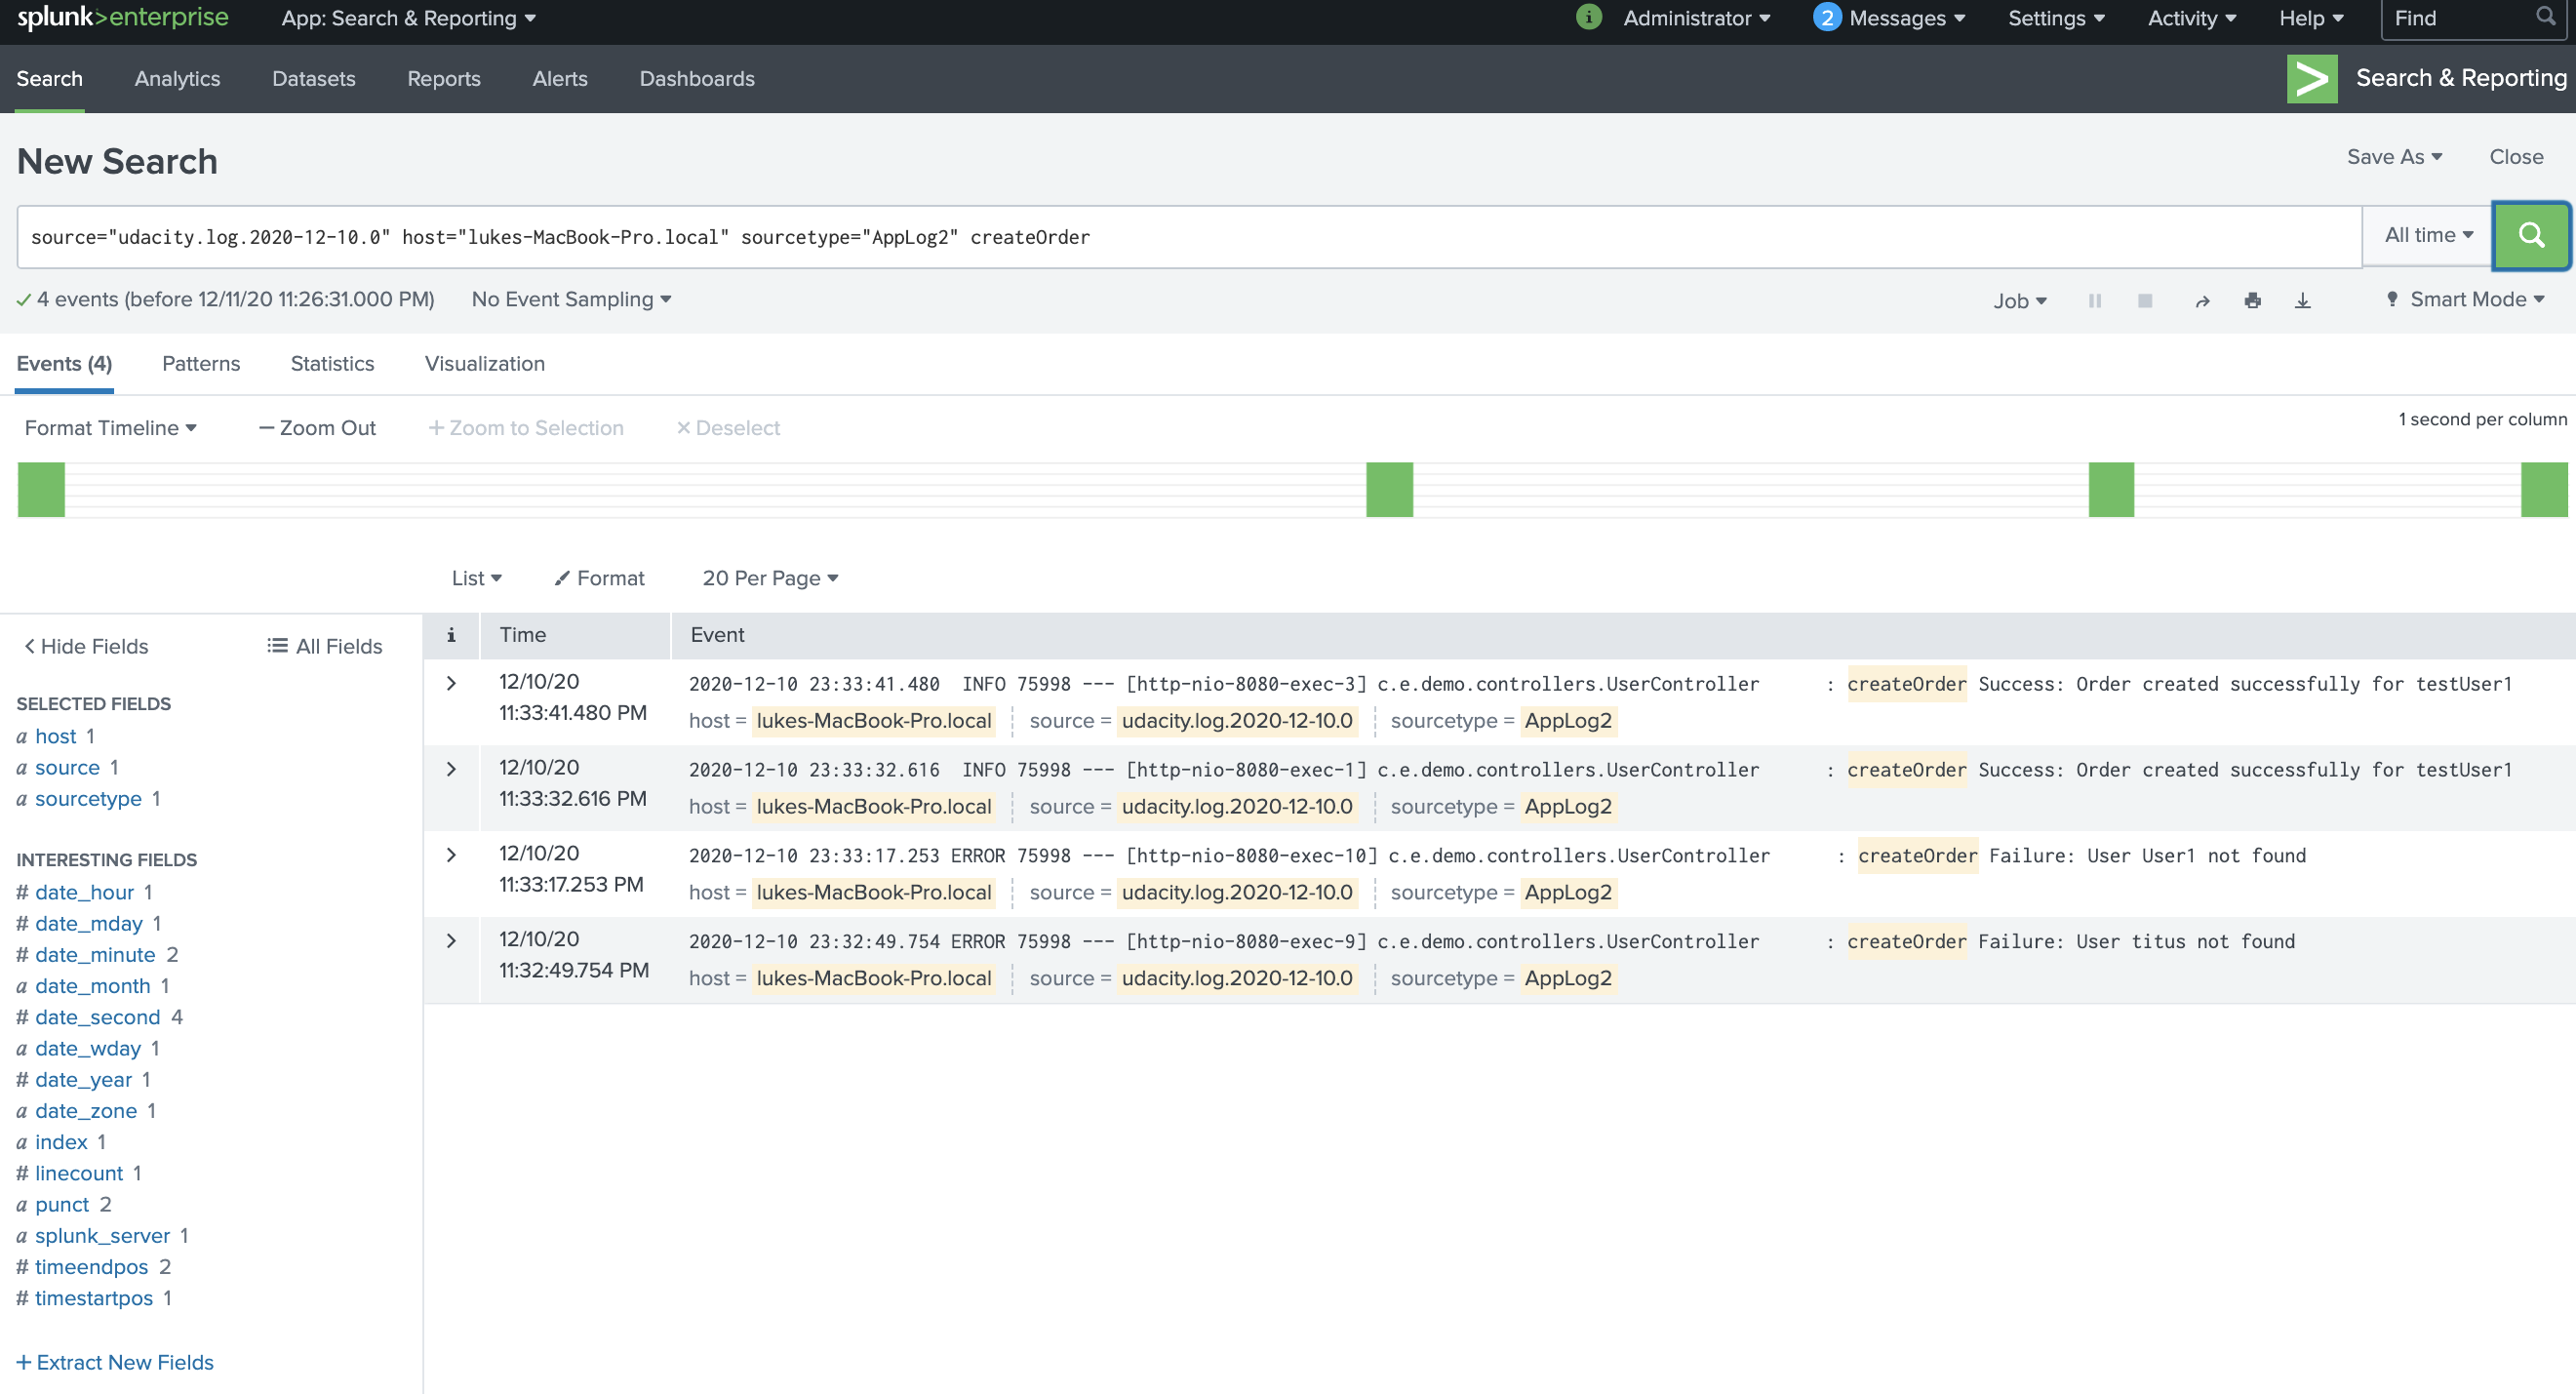 splunk>enterprise App: Search & Reporting i Administrator 2 Messages Settings Activity Help Find
Search Analytics Datasets Reports Alerts Dashboards Search & Reporting
New Search Save As Close
source="udacity.log.2020-12-10.0" host="lukes-MacBook-Pro.local" sourcetype="AppLog2" createOrder All time
4 events (before 12/11/20 11:26:31.000 PM) No Event Sampling Job Smart Mode
Events (4) Patterns Statistics Visualization
Format Timeline — Zoom Out + Zoom to Selection × Deselect 1 second per column
List Format 20 Per Page
< Hide Fields All Fields
SELECTED FIELDS
a host 1
a source 1
a sourcetype 1
INTERESTING FIELDS
# date_hour 1
# date_mday 1
# date_minute 2
a date_month 1
# date_second 4
a date_wday 1
# date_year 1
a date_zone 1
a index 1
# linecount 1
a punct 2
a splunk_server 1
# timeendpos 2
# timestartpos 1
+ Extract New Fields
i Time Event
> 12/10/20 2020-12-10 23:33:41.480 INFO 75998 --- [http-nio-8080-exec-3] c.e.demo.controllers.UserController : createOrder Success: Order created successfully for testUser1
11:33:41.480 PM host = lukes-MacBook-Pro.local source = udacity.log.2020-12-10.0 sourcetype = AppLog2
> 12/10/20 2020-12-10 23:33:32.616 INFO 75998 --- [http-nio-8080-exec-1] c.e.demo.controllers.UserController : createOrder Success: Order created successfully for testUser1
11:33:32.616 PM host = lukes-MacBook-Pro.local source = udacity.log.2020-12-10.0 sourcetype = AppLog2
> 12/10/20 2020-12-10 23:33:17.253 ERROR 75998 --- [http-nio-8080-exec-10] c.e.demo.controllers.UserController : createOrder Failure: User User1 not found
11:33:17.253 PM host = lukes-MacBook-Pro.local source = udacity.log.2020-12-10.0 sourcetype = AppLog2
> 12/10/20 2020-12-10 23:32:49.754 ERROR 75998 --- [http-nio-8080-exec-9] c.e.demo.controllers.UserController : createOrder Failure: User titus not found
11:32:49.754 PM host = lukes-MacBook-Pro.local source = udacity.log.2020-12-10.0 sourcetype = AppLog2